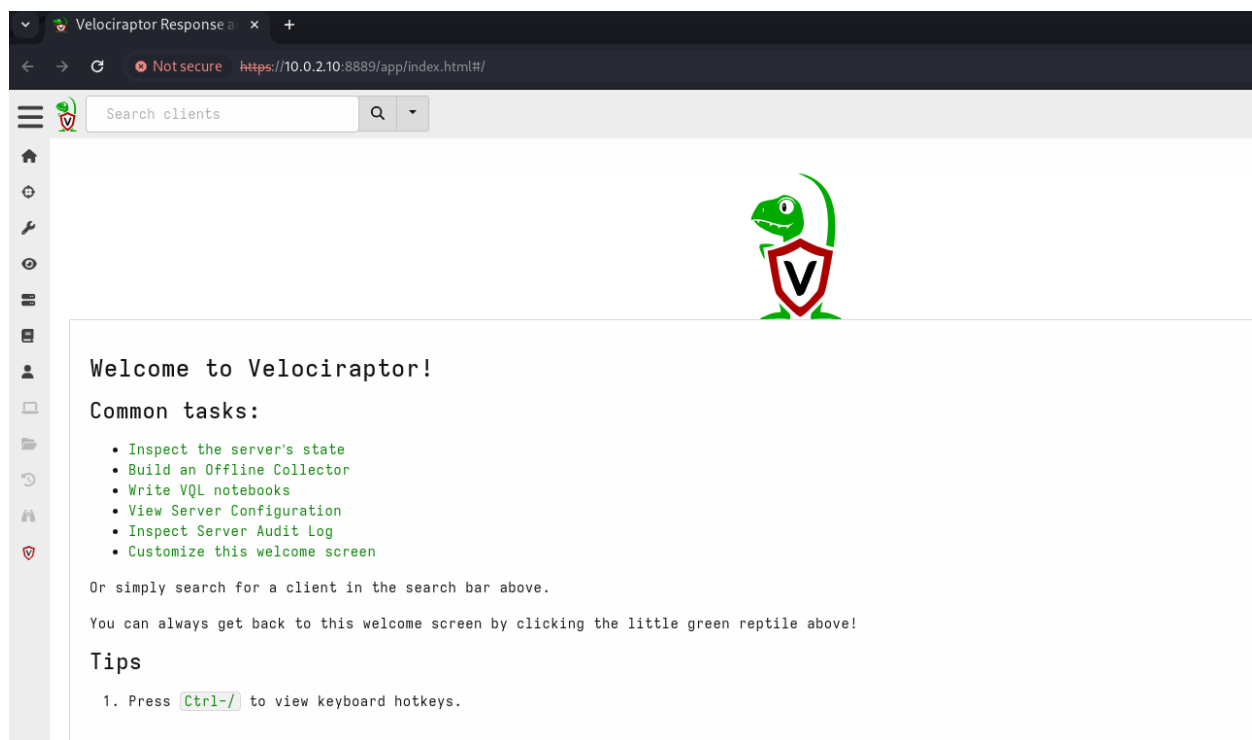 Velociraptor Response a
Not secure https://10.0.2.10:8889/app/index.html#/
Search clients
V
Welcome to Velociraptor!
Common tasks:
• Inspect the server's state
• Build an Offline Collector
• Write VQL notebooks
• View Server Configuration
• Inspect Server Audit Log
• Customize this welcome screen
Or simply search for a client in the search bar above.
You can always get back to this welcome screen by clicking the little green reptile above!
Tips
1. Press Ctrl-/ to view keyboard hotkeys.